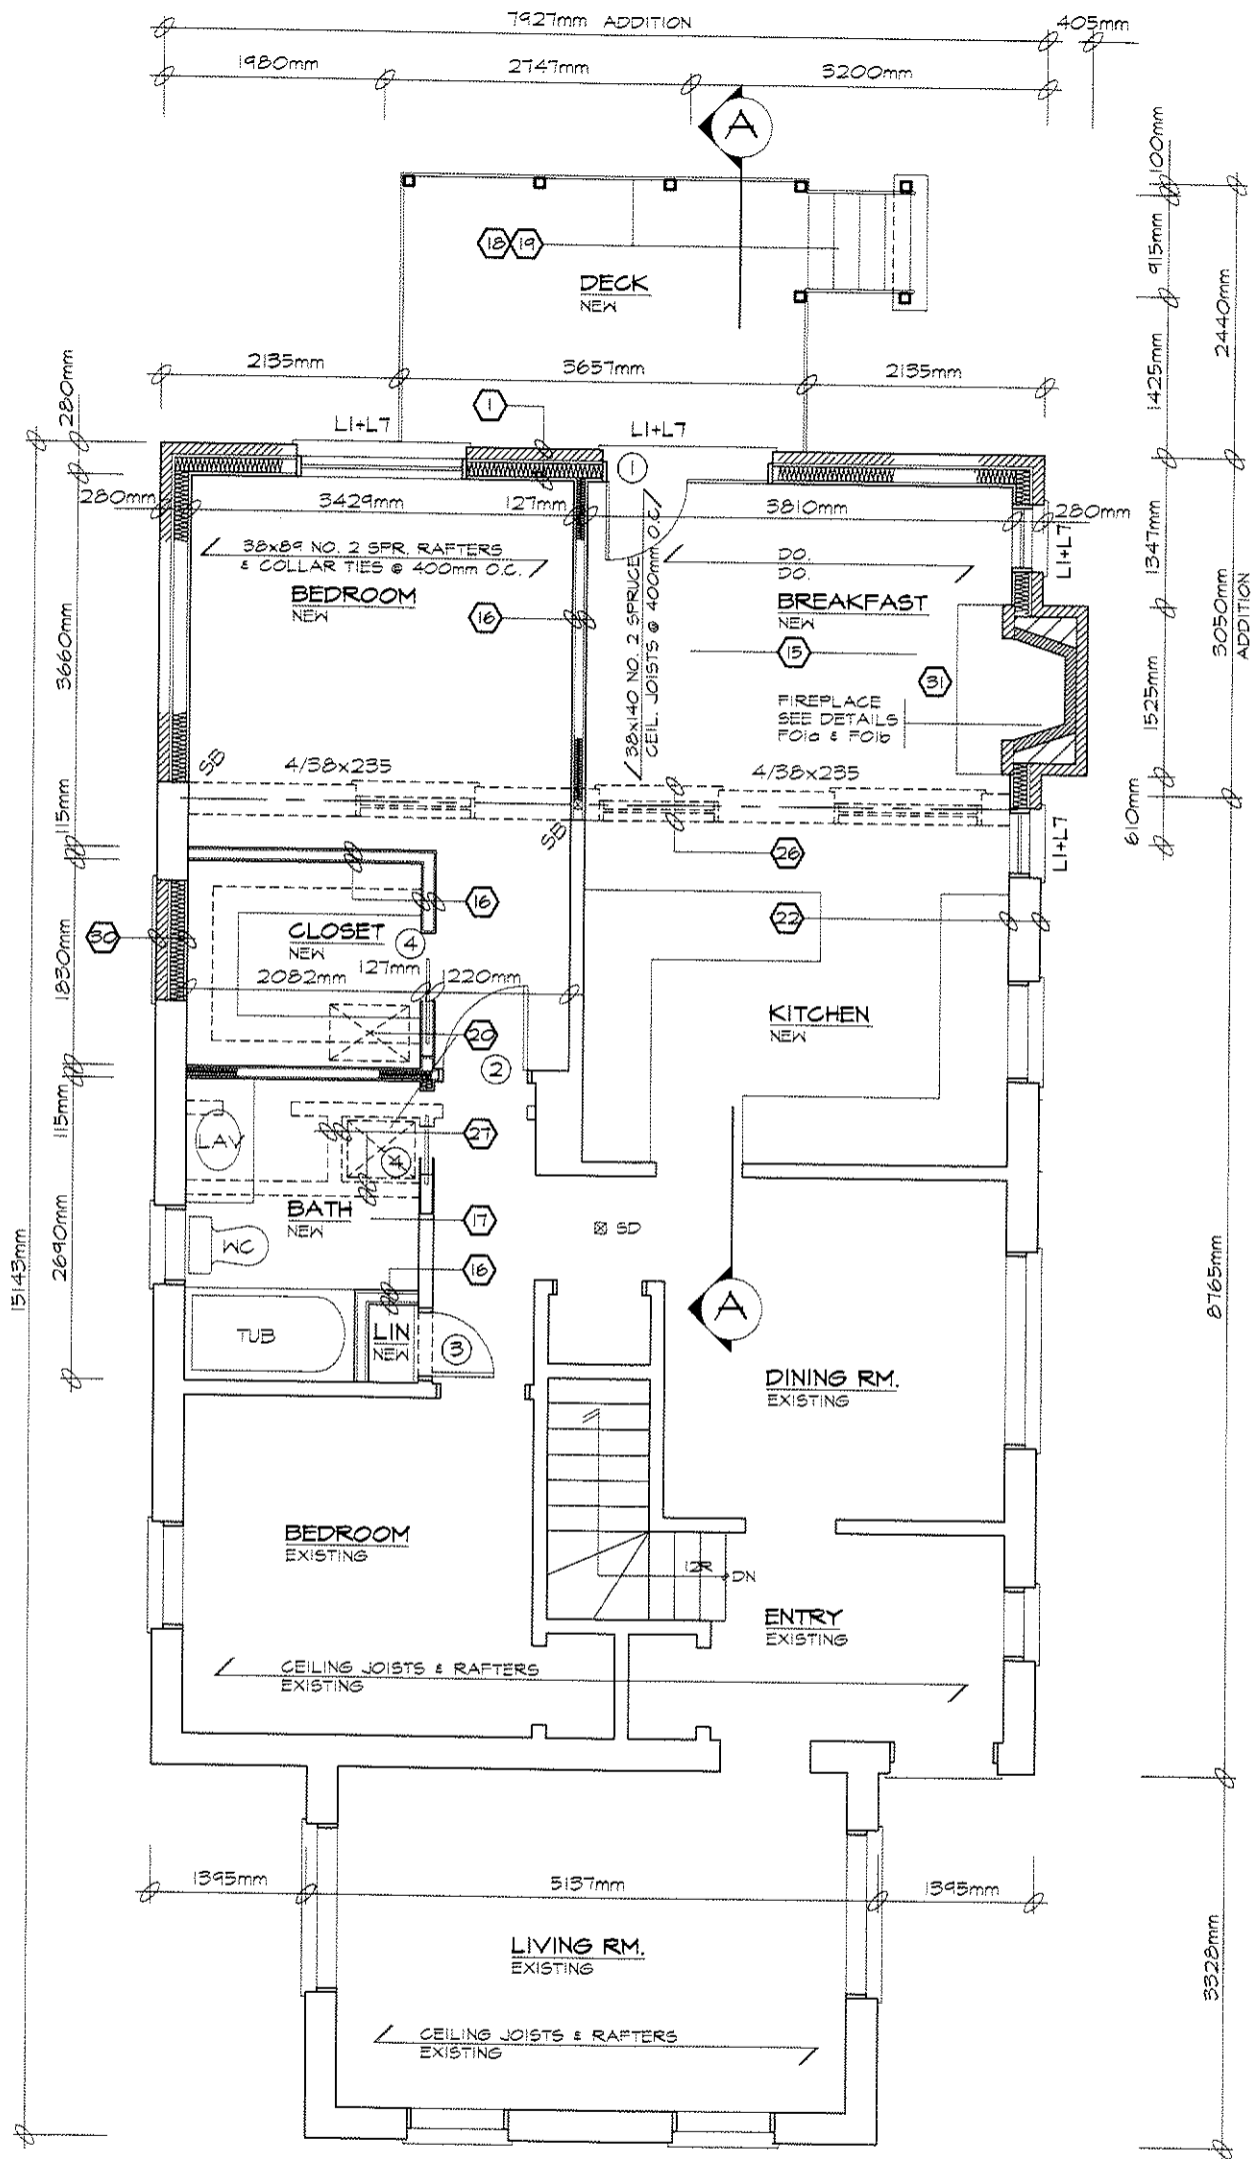 7927mm ADDITION
405mm
1980mm
2747mm
3200mm
A
100mm
915mm
2440mm
1425mm
18
19
DECK
NEW
2135mm
3657mm
2135mm
280mm
1
L1+L7
L1+L7
1
280mm
3429mm
127mm
3810mm
280mm
1347mm
L1+L7
38x89 NO. 2 SPR. RAFTERS
& COLLAR TIES @ 400mm O.C.
BEDROOM
NEW
38x140 NO. 2 SPRUCE
CEIL. JOISTS @ 400mm O.C.
DO.
DO.
BREAKFAST
NEW
16
15
31
3660mm
3050mm
ADDITION
1525mm
FIREPLACE
SEE DETAILS
F01a & F01b
SB
4/38x235
4/38x235
SB
115mm
610mm
26
L1+L7
16
22
30
CLOSET
NEW
4
2082mm
127mm
1220mm
1830mm
KITCHEN
NEW
20
2
115mm
LAV
27
4
BATH
NEW
17
WC
16
SD
2690mm
15143mm
8765mm
A
TUB
LIN
NEW
3
DINING RM.
EXISTING
BEDROOM
EXISTING
12R
DN
ENTRY
EXISTING
CEILING JOISTS & RAFTERS
EXISTING
1395mm
5137mm
1395mm
LIVING RM.
EXISTING
3328mm
CEILING JOISTS & RAFTERS
EXISTING